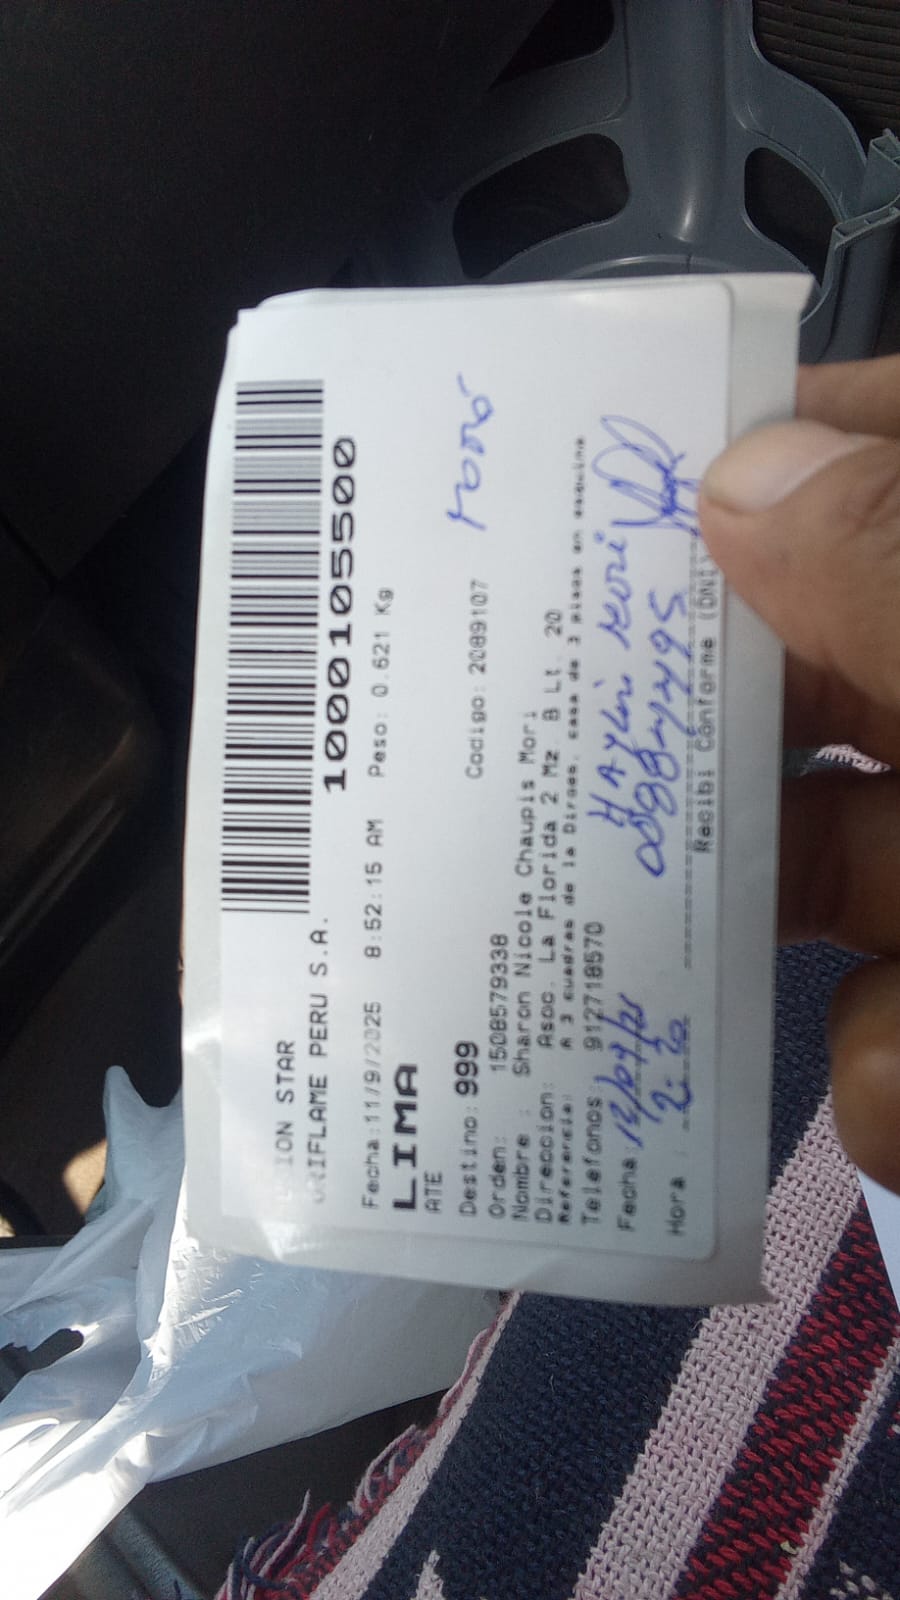 ION STAR
ORIFLAME PERU S.A.
1000105500
Fecha:11/9/2025 8:52:15 AM Peso: 0.621 Kg
LIMA
ATE
Destino: 999 Codigo: 2089107
Orden: 1508579338
Nombre : Sharon Nicole Chaupis Mori
Direccion: Asoc. La Florida 2 Mz B Lt. 20
Referencia: A 3 cuadras de la Diroes, casa de 3 pisos en esquina
Telefonos: 912718570
Fecha: 12/09/25
Hora :
Recibi Conforme (DNI)